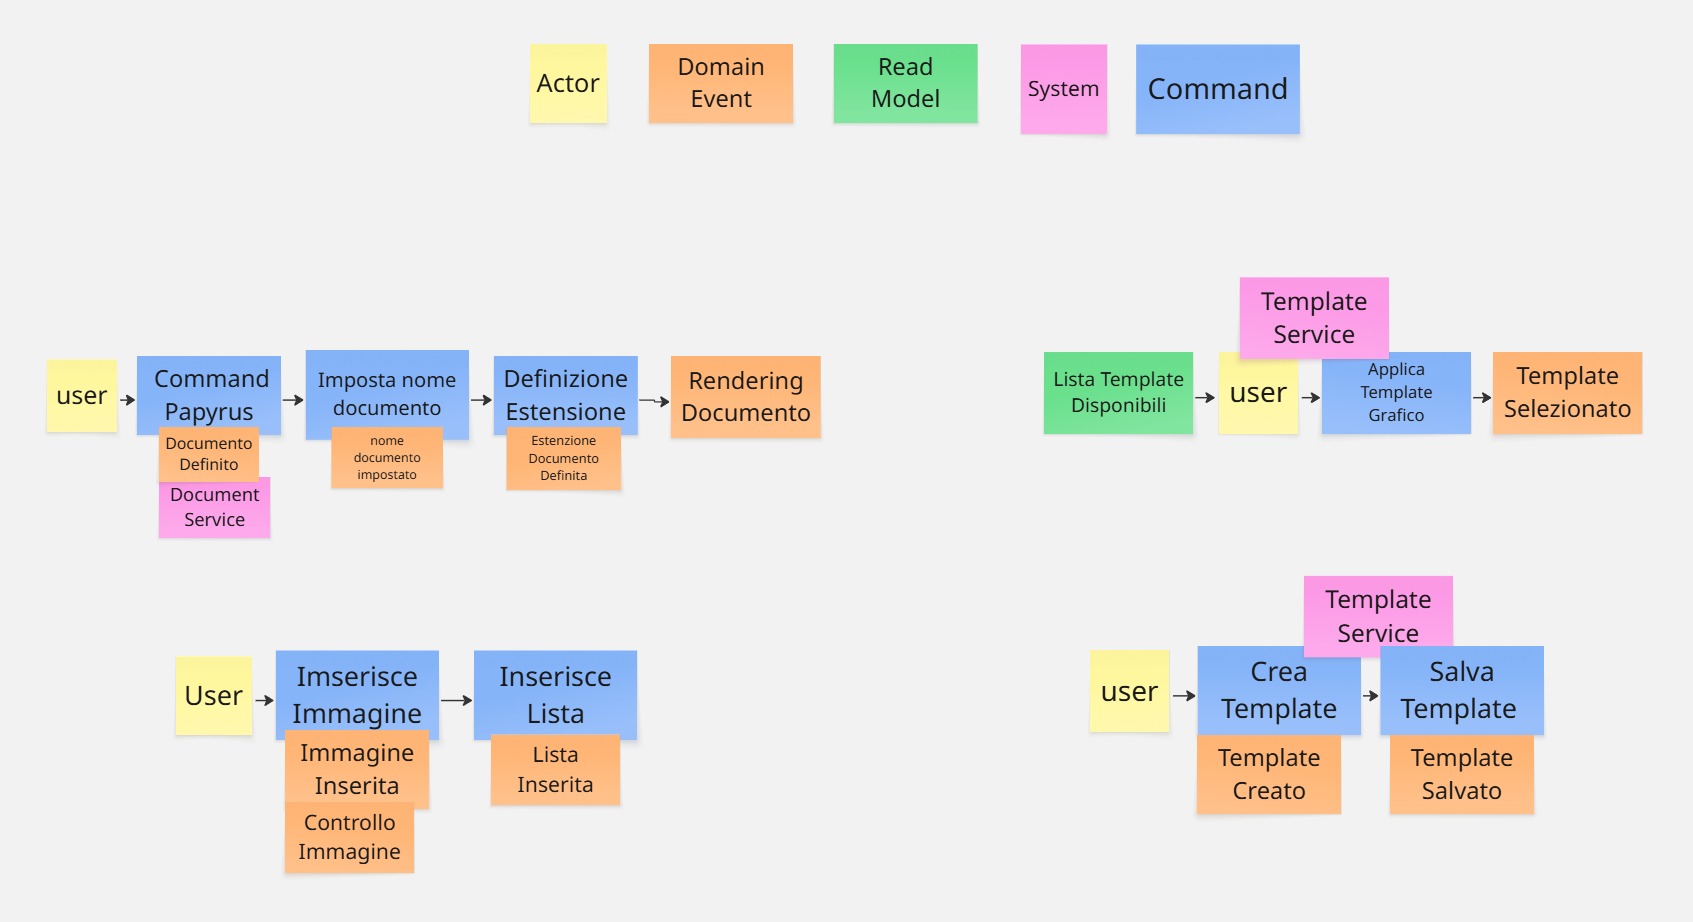 Actor
Domain
Event
Read
Model
System
Command
user
Command
Papyrus
Documento
Definito
Document
Service
Imposta nome
documento
nome
documento
impostato
Definizione
Estensione
Estenzione
Documento
Definita
Rendering
Documento
Lista Template
Disponibili
Template
Service
user
Applica
Template
Grafico
Template
Selezionato
User
Imserisce
Immagine
Immagine
Inserita
Controllo
Immagine
Inserisce
Lista
Lista
Inserita
user
Template
Service
Crea
Template
Template
Creato
Salva
Template
Template
Salvato